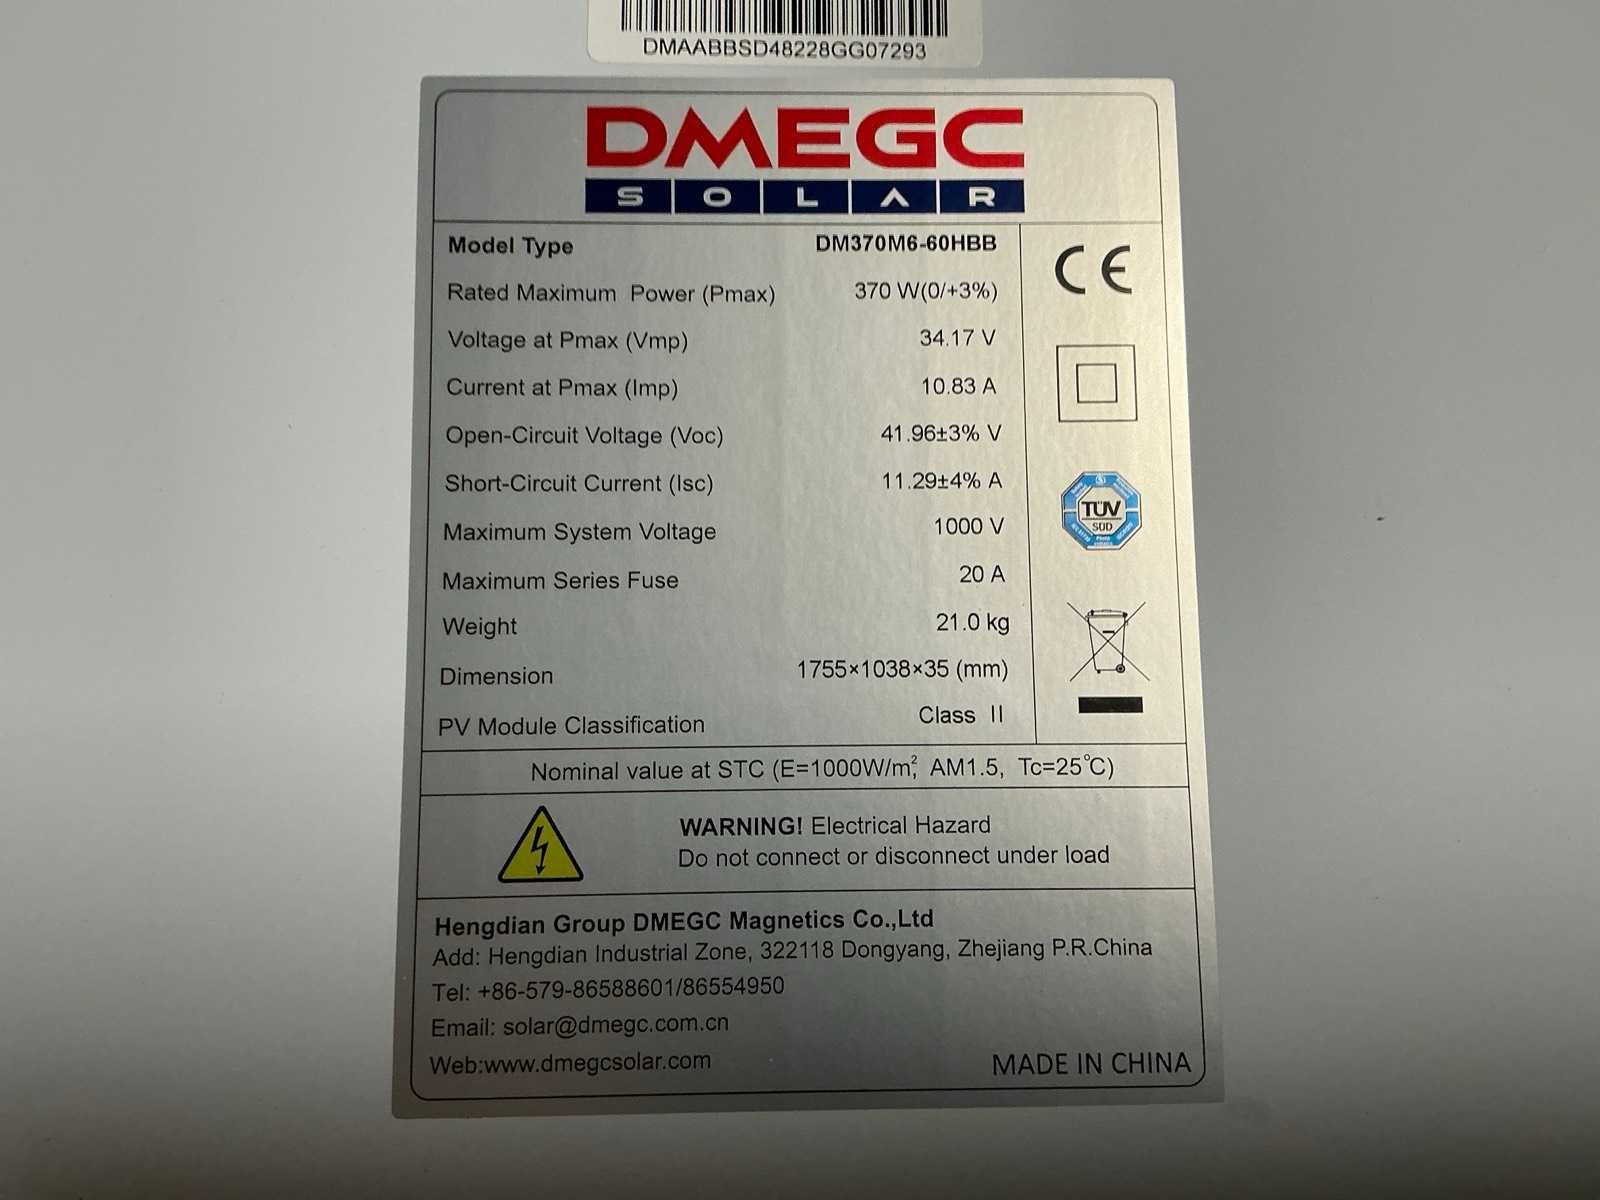 DMAABBSD48228GG07293
DMEGC
SOLAR
Model Type DM370M6-60HBB
Rated Maximum Power (Pmax) 370 W(0/+3%)
Voltage at Pmax (Vmp) 34.17 V
Current at Pmax (Imp) 10.83 A
Open-Circuit Voltage (Voc) 41.96±3% V
Short-Circuit Current (Isc) 11.29±4% A
Maximum System Voltage 1000 V
Maximum Series Fuse 20 A
Weight 21.0 kg
Dimension 1755×1038×35 (mm)
PV Module Classification Class II
CE
TÜV
SÜD
Nominal value at STC (E=1000W/m², AM1.5, Tc=25℃)
WARNING! Electrical Hazard
Do not connect or disconnect under load
Hengdian Group DMEGC Magnetics Co.,Ltd
Add: Hengdian Industrial Zone, 322118 Dongyang, Zhejiang P.R.China
Tel: +86-579-86588601/86554950
Email: solar@dmegc.com.cn
Web:www.dmegcsolar.com
MADE IN CHINA